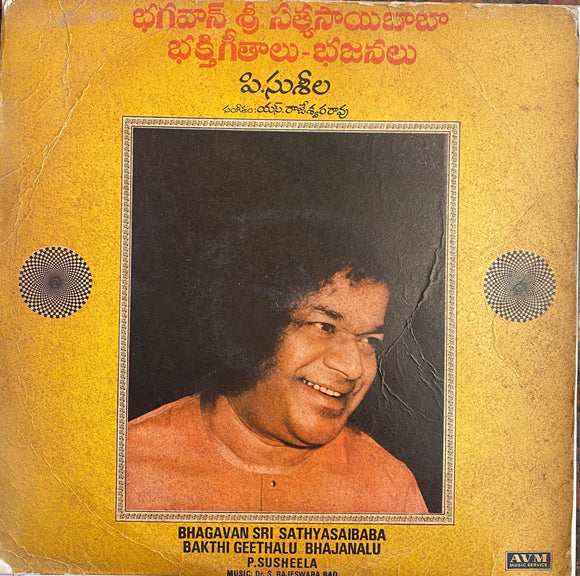 భగవాన్ శ్రీ సత్యసాయిబాబా
భక్తిగీతాలు-భజనలు
పి.సుశీల
సంగీతం: యస్. రాజేశ్వరరావు
BHAGAVAN SRI SATHYASAIBABA
BAKTHI GEETHALU BHAJANALU
P.SUSHEELA
MUSIC: Dr. S. RAJESWARA RAO
AVM
MUSIC SERVICE